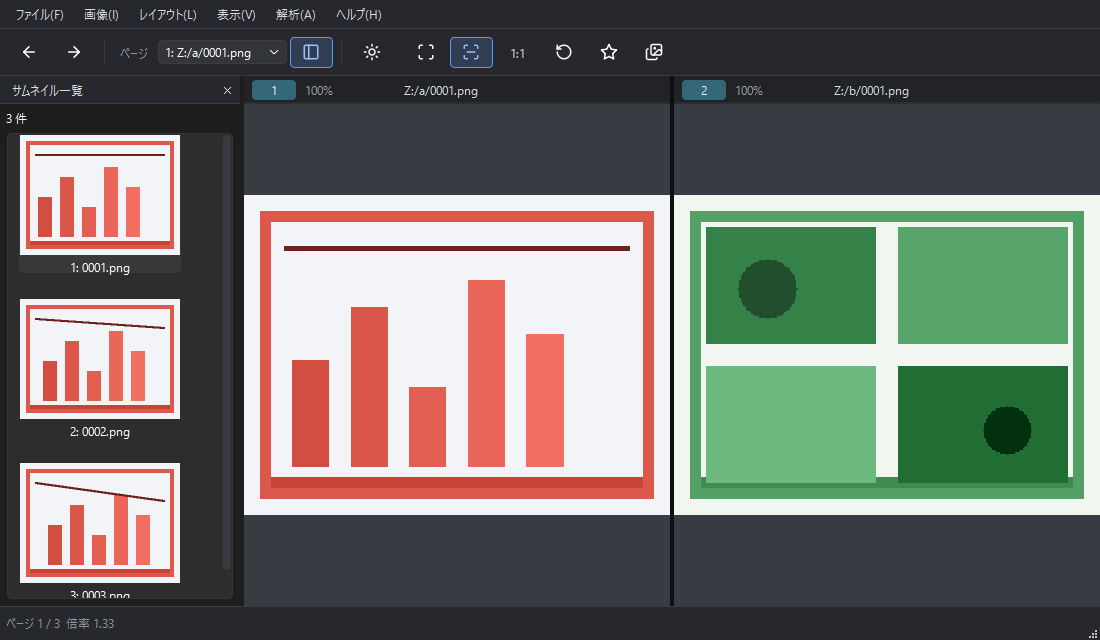 ファイル(F) 画像(I) レイアウト(L) 表示(V) 解析(A) ヘルプ(H)
ページ 1: Z:/a/0001.png 1:1
サムネイル一覧
3 件
1: 0001.png
2: 0002.png
3: 0003.png
1 100% Z:/a/0001.png
2 100% Z:/b/0001.png
ページ 1 / 3 倍率 1.33